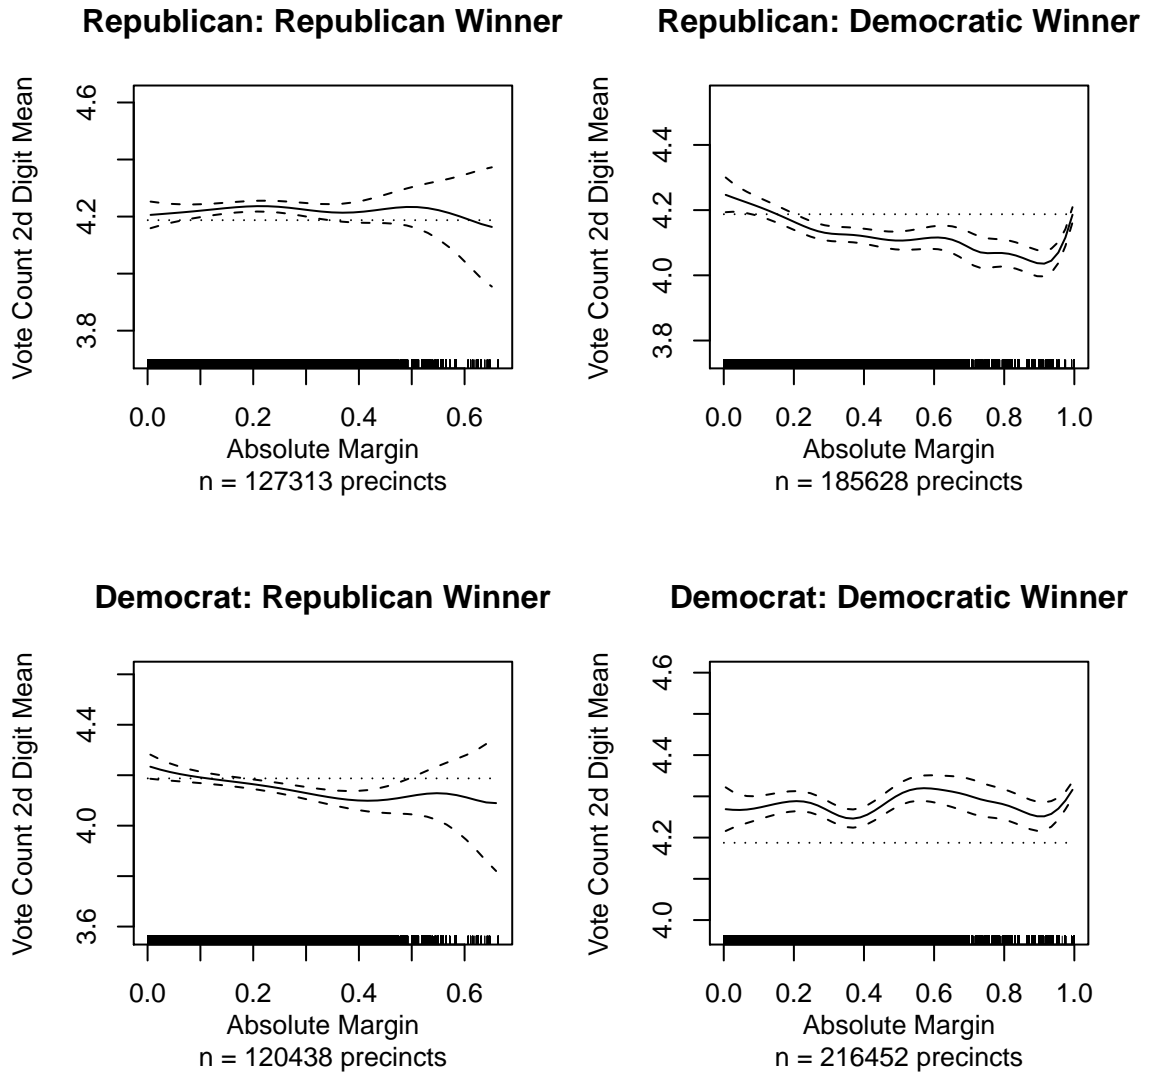 Republican: Republican Winner
Vote Count 2d Digit Mean
4.6
4.2
3.8
0.0 0.2 0.4 0.6
Absolute Margin
n = 127313 precincts
Republican: Democratic Winner
Vote Count 2d Digit Mean
4.4
4.2
4.0
3.8
0.0 0.2 0.4 0.6 0.8 1.0
Absolute Margin
n = 185628 precincts
Democrat: Republican Winner
Vote Count 2d Digit Mean
4.4
4.0
3.6
0.0 0.2 0.4 0.6
Absolute Margin
n = 120438 precincts
Democrat: Democratic Winner
Vote Count 2d Digit Mean
4.6
4.4
4.2
4.0
0.0 0.2 0.4 0.6 0.8 1.0
Absolute Margin
n = 216452 precincts